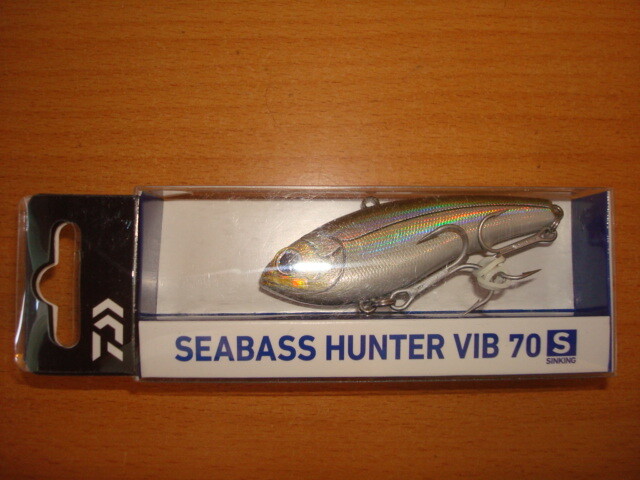 SEABASS HUNTER VIB 70 S
SINKING